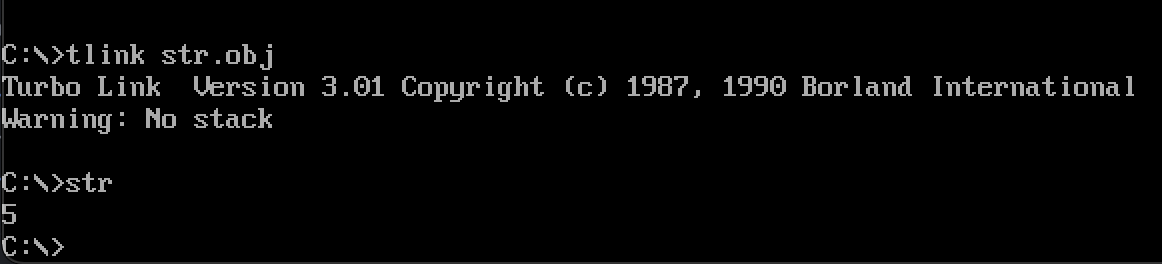 C:\>tlink str.obj
Turbo Link  Version 3.01 Copyright (c) 1987, 1990 Borland International
Warning: No stack
C:\>str
5
C:\>